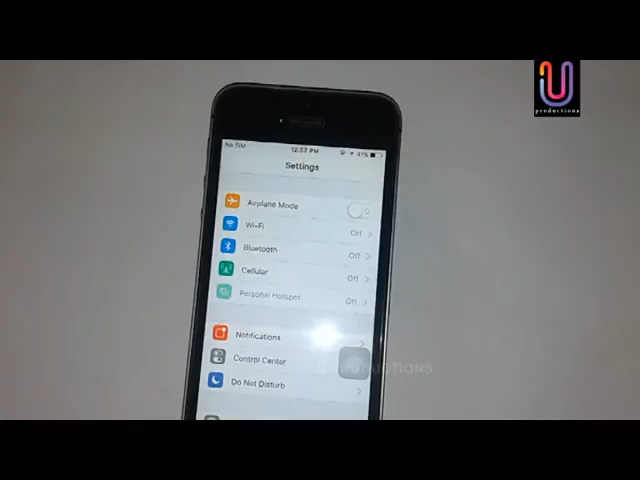 productions
No SIM 12:57 PM 41%
Settings
Airplane Mode
Wi-Fi Off
Bluetooth Off
Cellular Off
Personal Hotspot Off
Notifications
Control Center
Do Not Disturb